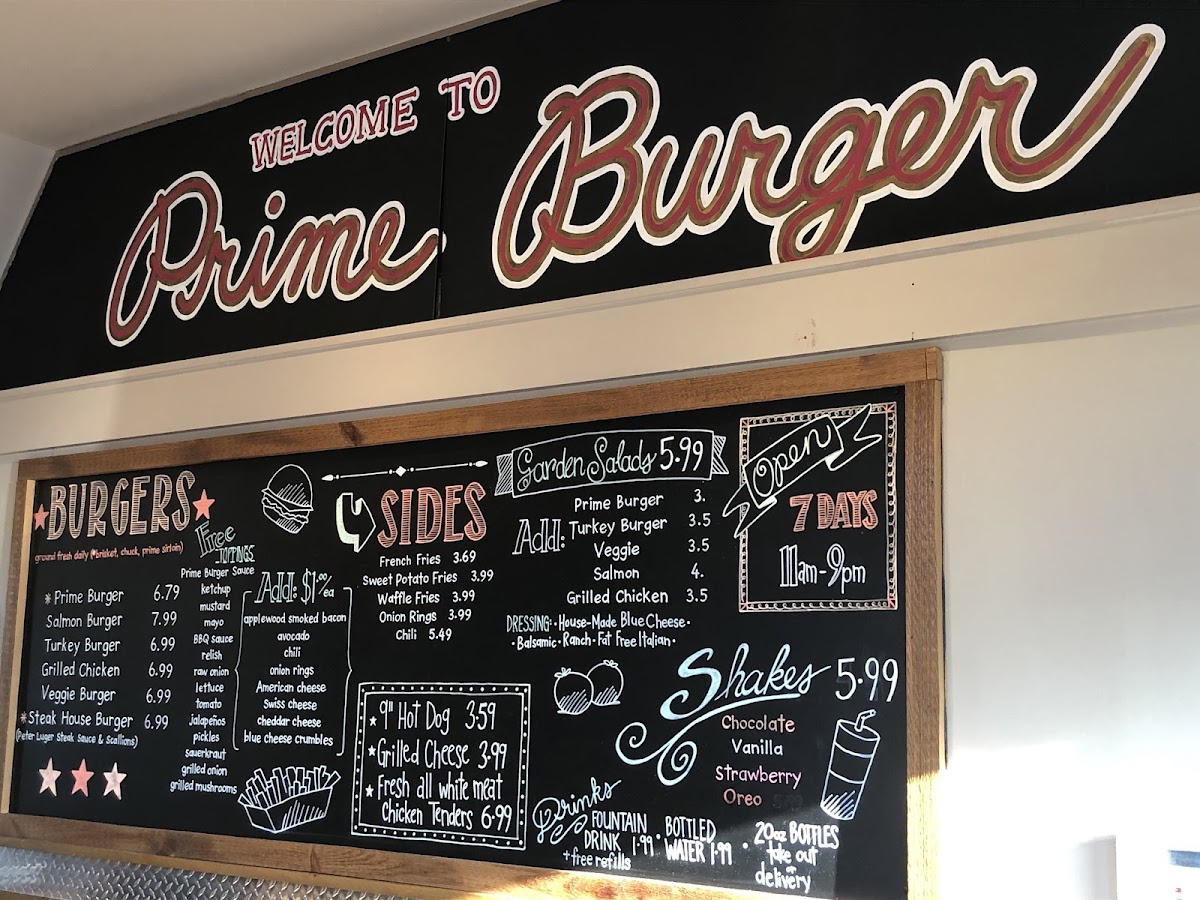 WELCOME TO
Prime Burger
BURGERS
ground fresh daily (*brisket, chuck, prime sirloin)
* Prime Burger 6.79
Salmon Burger 7.99
Turkey Burger 6.99
Grilled Chicken 6.99
Veggie Burger 6.99
*Steak House Burger 6.99
(Peter Luger Steak Sauce & Scallions)
Free
TOPPINGS
Prime Burger Sauce
ketchup
mustard
mayo
BBQ sauce
relish
raw onion
lettuce
tomato
jalapeños
pickles
sauerkraut
grilled onion
grilled mushrooms
Add: $1.00/ea
applewood smoked bacon
avocado
chili
onion rings
American cheese
Swiss cheese
cheddar cheese
blue cheese crumbles
SIDES
French Fries 3.69
Sweet Potato Fries 3.99
Waffle Fries 3.99
Onion Rings 3.99
Chili 5.49
9" Hot Dog 3.59
Grilled Cheese 3.99
Fresh all white meat
Chicken Tenders 6.99
Garden Salads 5.99
Add:
Prime Burger 3.
Turkey Burger 3.5
Veggie 3.5
Salmon 4.
Grilled Chicken 3.5
DRESSING: • House-Made Blue Cheese •
• Balsamic • Ranch • Fat Free Italian •
Open
7 DAYS
11am-9pm
Shakes 5.99
Chocolate
Vanilla
Strawberry
Oreo
Drinks
FOUNTAIN
DRINK 1.99
+ free refills
• BOTTLED
WATER 1.99
• 20oz BOTTLES
take out
or
delivery